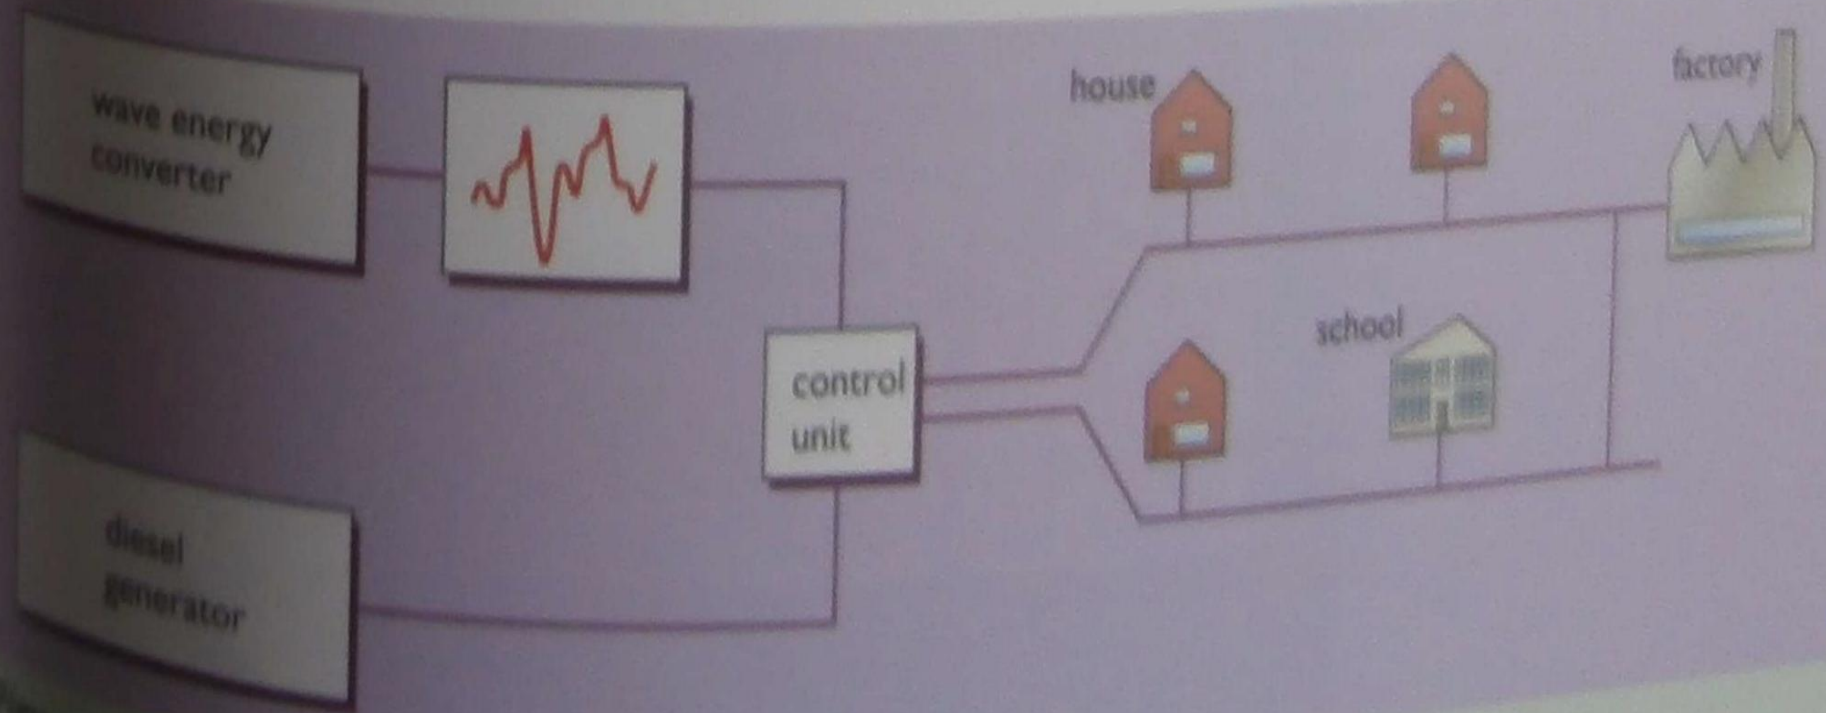 wave energy
converter
house
factory
control
unit
school
diesel
generator